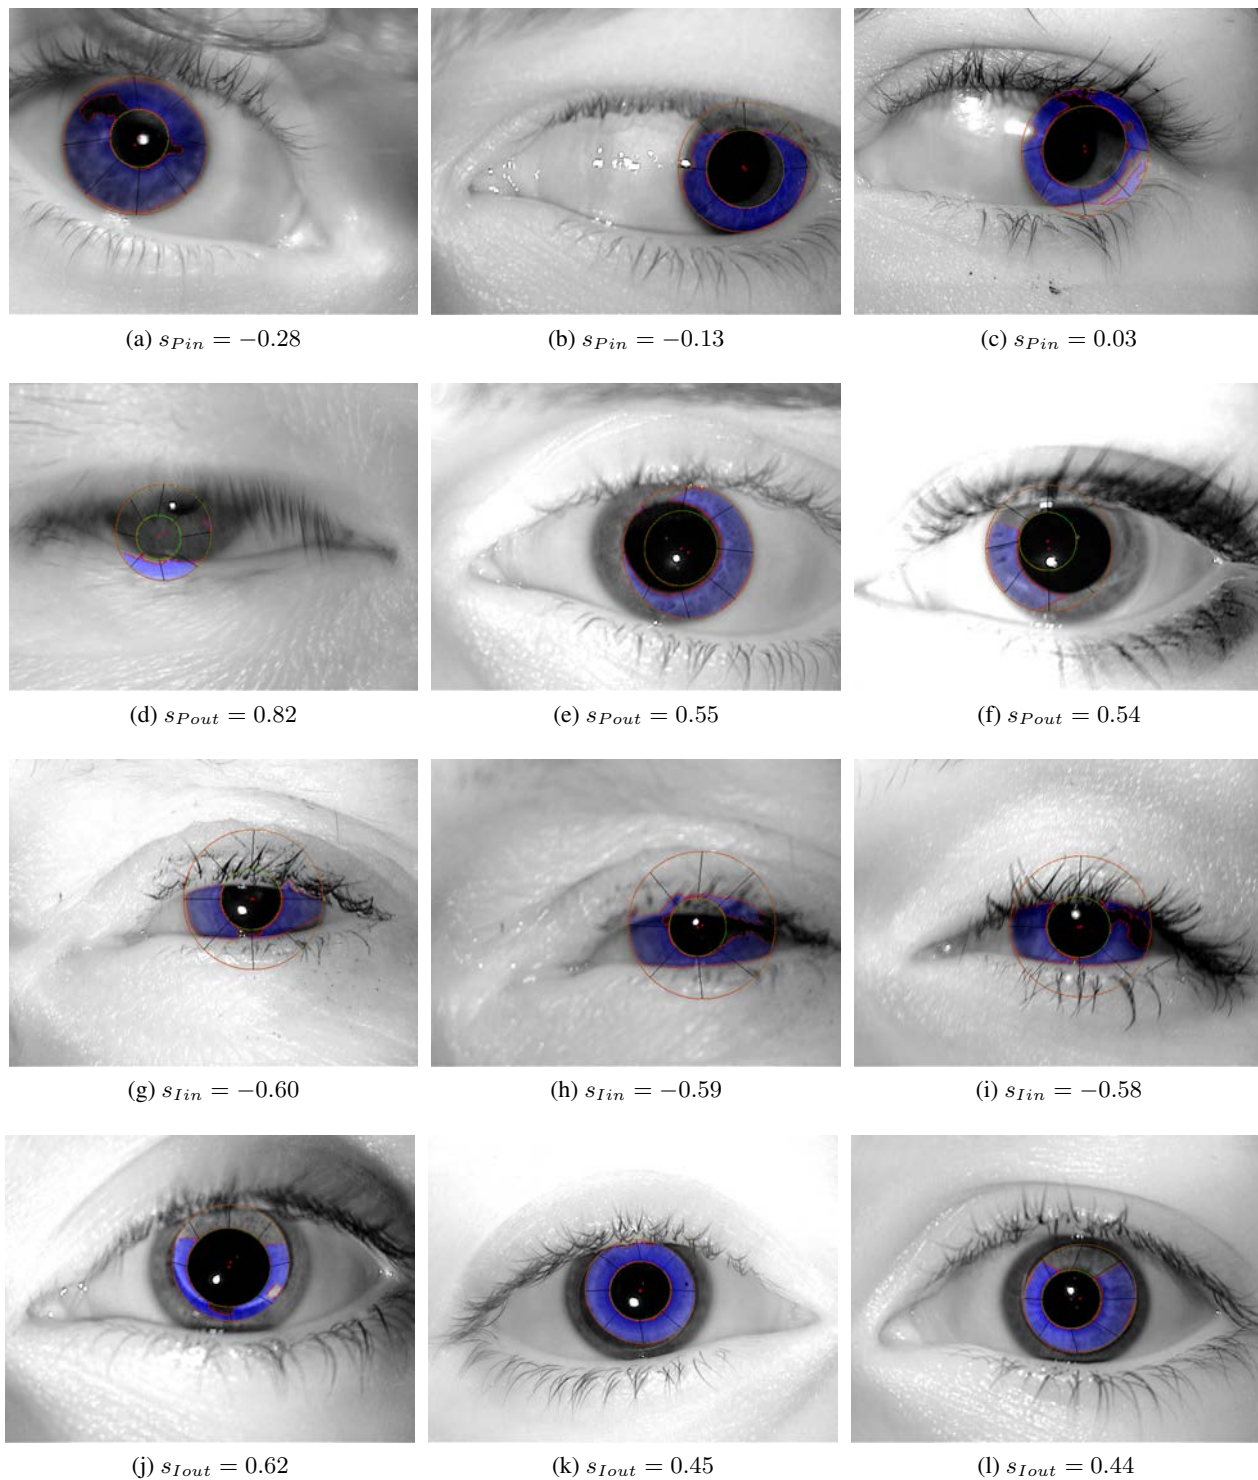 (a) s_{Pin} = −0.28 (b) s_{Pin} = −0.13 (c) s_{Pin} = 0.03
(d) s_{Pout} = 0.82 (e) s_{Pout} = 0.55 (f) s_{Pout} = 0.54
(g) s_{Iin} = −0.60 (h) s_{Iin} = −0.59 (i) s_{Iin} = −0.58
(j) s_{Iout} = 0.62 (k) s_{Iout} = 0.45 (l) s_{Iout} = 0.44